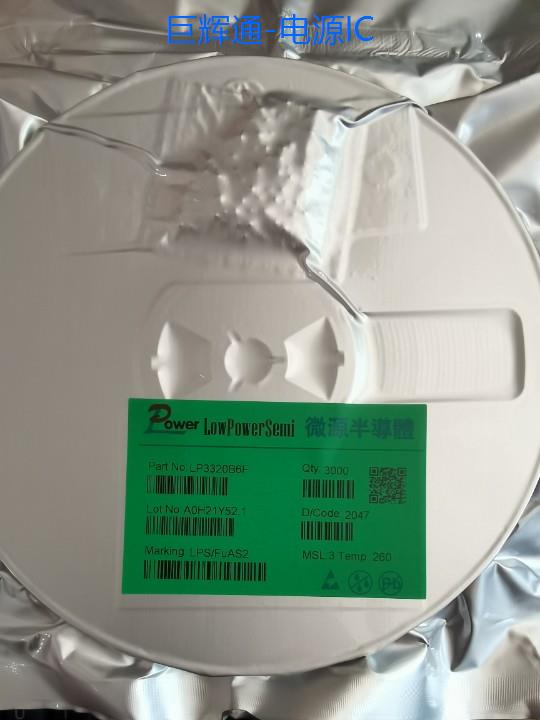 巨辉通-电源IC
Power LowPowerSemi 微源半導體
Part No: LP3320B6F
Qty. 3000
Lot No. A0H21Y52.1
D/Code. 2047
Marking: LPS/FuAS2
MSL:3 Temp. 260
Pb